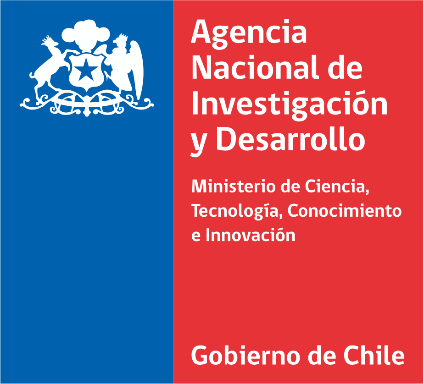 Agencia
Nacional de
Investigación
y Desarrollo
Ministerio de Ciencia,
Tecnología, Conocimiento
e Innovación
Gobierno de Chile